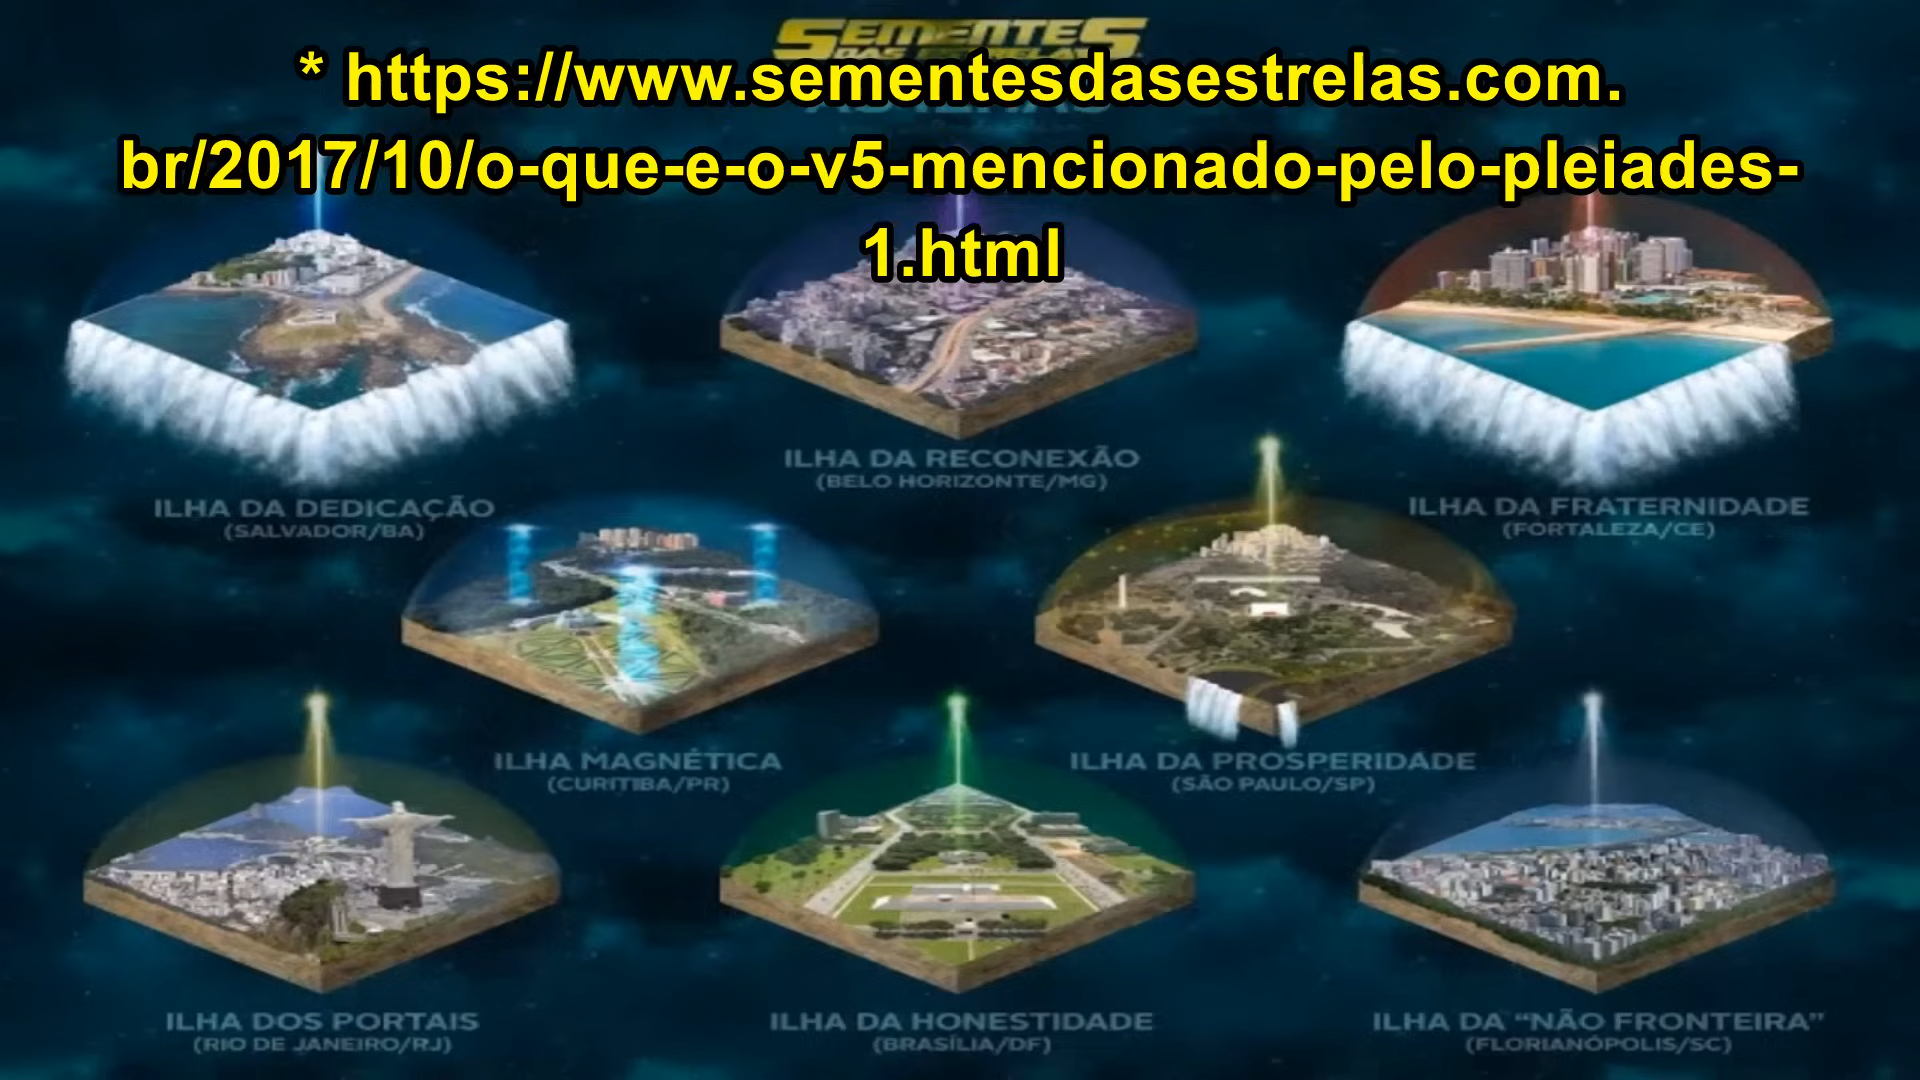 SEMENTES
DAS ESTRELAS
* https://www.sementesdasestrelas.com.
br/2017/10/o-que-e-o-v5-mencionado-pelo-pleiades-
1.html
ILHA DA RECONEXÃO
(BELO HORIZONTE/MG)
ILHA DA DEDICAÇÃO
(SALVADOR/BA)
ILHA DA FRATERNIDADE
(FORTALEZA/CE)
ILHA MAGNÉTICA
(CURITIBA/PR)
ILHA DA PROSPERIDADE
(SÃO PAULO/SP)
ILHA DOS PORTAIS
(RIO DE JANEIRO/RJ)
ILHA DA HONESTIDADE
(BRASÍLIA/DF)
ILHA DA “NÃO FRONTEIRA”
(FLORIANÓPOLIS/SC)